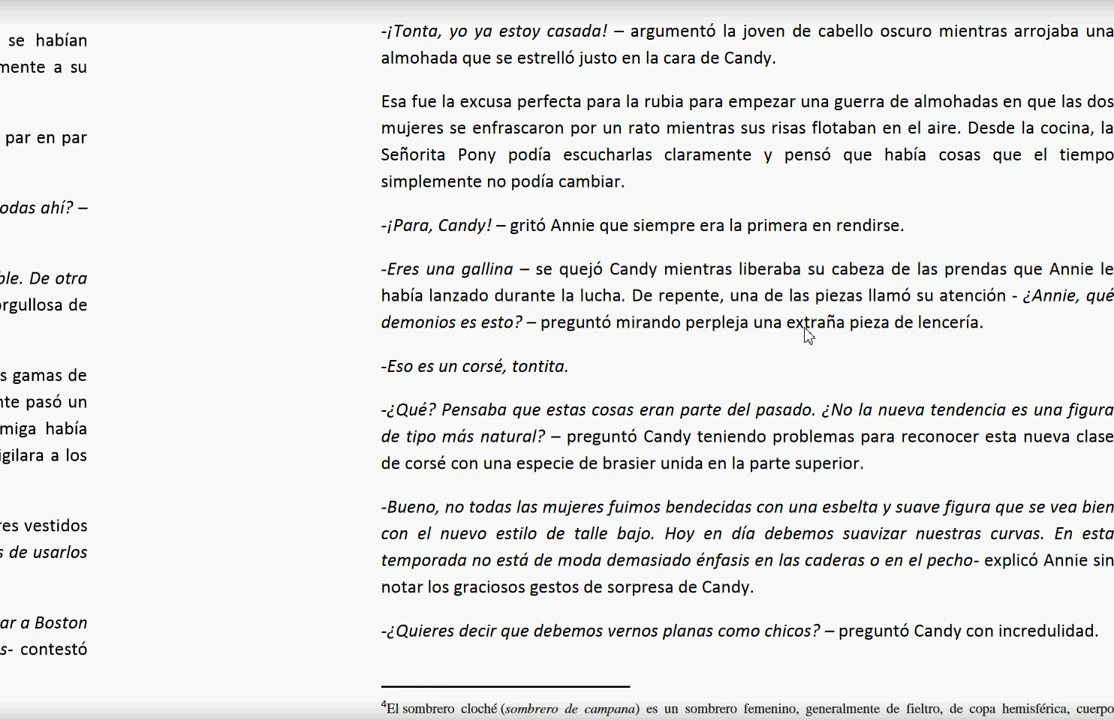 se habían
mente a su
par en par
odas ahí? –
ble. De otra
orgullosa de
s gamas de
nte pasó un
miga había
igilara a los
res vestidos
s de usarlos
ar a Boston
s- contestó
-¡Tonta, yo ya estoy casada! – argumentó la joven de cabello oscuro mientras arrojaba una
almohada que se estrelló justo en la cara de Candy.
Esa fue la excusa perfecta para la rubia para empezar una guerra de almohadas en que las dos
mujeres se enfrascaron por un rato mientras sus risas flotaban en el aire. Desde la cocina, la
Señorita Pony podía escucharlas claramente y pensó que había cosas que el tiempo
simplemente no podía cambiar.
-¡Para, Candy! – gritó Annie que siempre era la primera en rendirse.
-Eres una gallina – se quejó Candy mientras liberaba su cabeza de las prendas que Annie le
había lanzado durante la lucha. De repente, una de las piezas llamó su atención - ¿Annie, qué
demonios es esto? – preguntó mirando perpleja una extraña pieza de lencería.
-Eso es un corsé, tontita.
-¿Qué? Pensaba que estas cosas eran parte del pasado. ¿No la nueva tendencia es una figura
de tipo más natural? – preguntó Candy teniendo problemas para reconocer esta nueva clase
de corsé con una especie de brasier unida en la parte superior.
-Bueno, no todas las mujeres fuimos bendecidas con una esbelta y suave figura que se vea bien
con el nuevo estilo de talle bajo. Hoy en día debemos suavizar nuestras curvas. En esta
temporada no está de moda demasiado énfasis en las caderas o en el pecho- explicó Annie sin
notar los graciosos gestos de sorpresa de Candy.
-¿Quieres decir que debemos vernos planas como chicos? – preguntó Candy con incredulidad.
4El sombrero cloché (sombrero de campana) es un sombrero femenino, generalmente de fieltro, de copa hemisférica, cuerpo